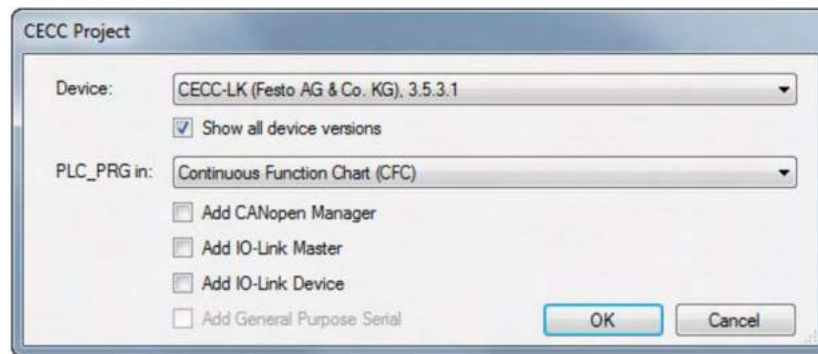 CECC Project
Device:
CECC-LK (Festo AG & Co. KG), 3.5.3.1
Show all device versions
PLC_PRG in:
Continuous Function Chart (CFC)
Add CANopen Manager
Add IO-Link Master
Add IO-Link Device
Add General Purpose Serial
OK
Cancel